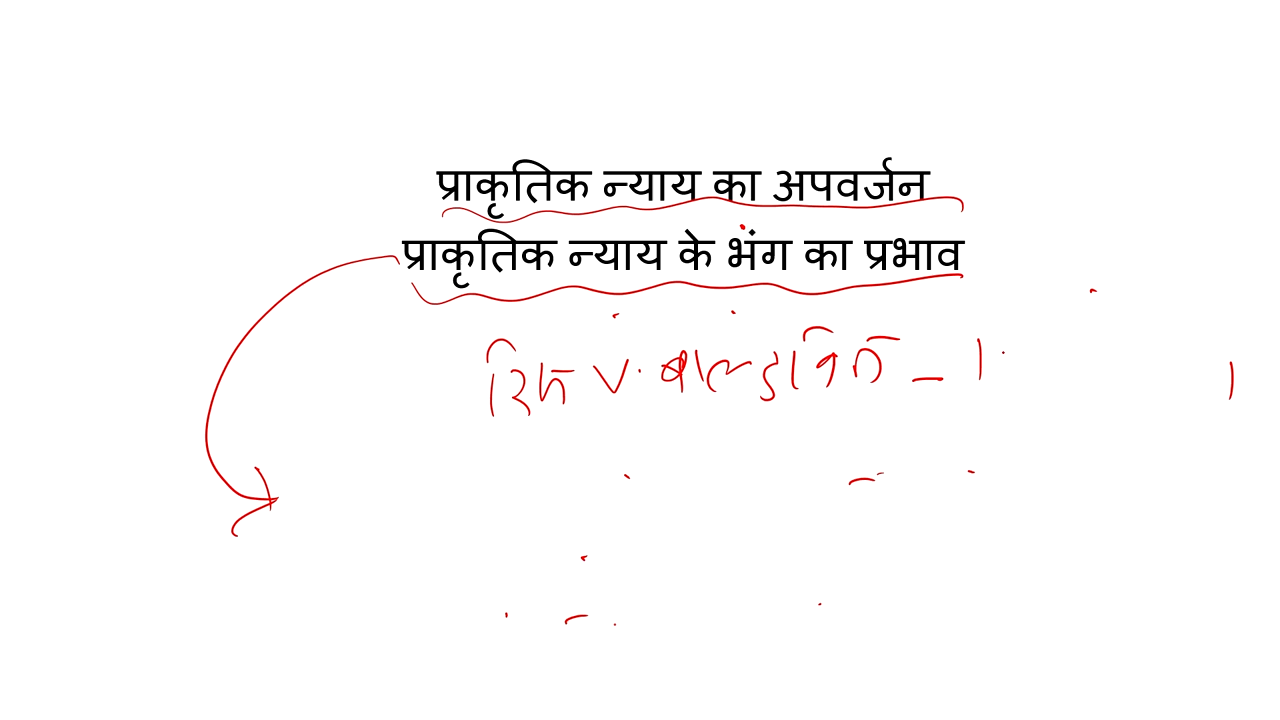 प्राकृतिक न्याय का अपवर्जन
प्राकृतिक न्याय के भंग का प्रभाव
रिज V. बाल्डविन –